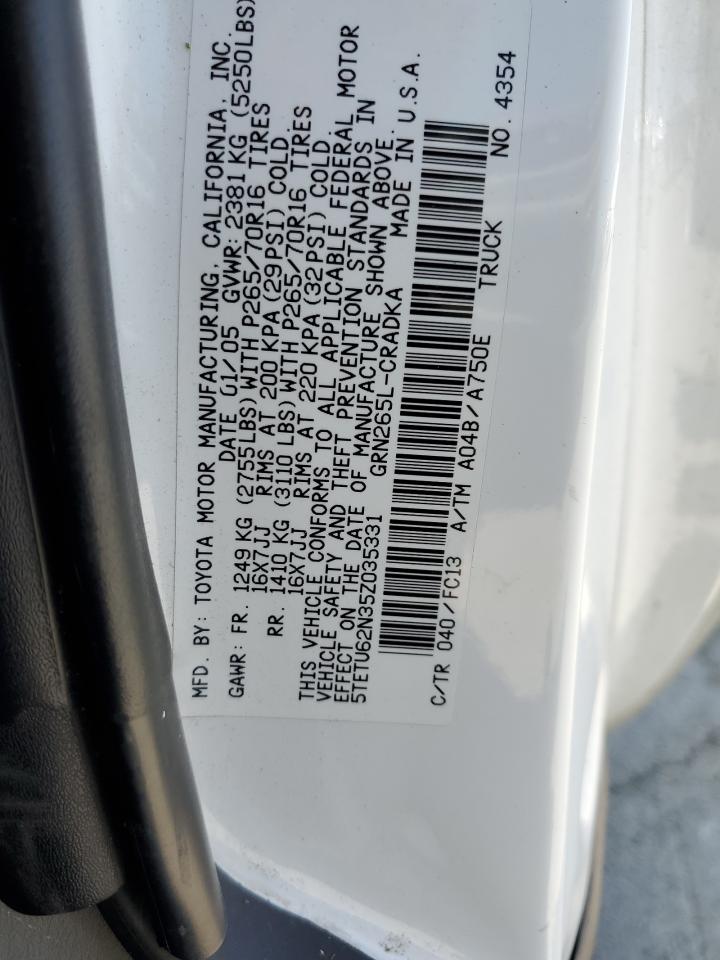 MFD. BY: TOYOTA MOTOR MANUFACTURING, CALIFORNIA, INC.
DATE 01/05 GVWR: 2381KG (5250LBS)
GAWR: FR. 1249KG (2755LBS) WITH P265/70R16 TIRES
16X7JJ RIMS AT 200 KPA (29PSI) COLD.
RR. 1410 KG (3110 LBS) WITH P265/70R16 TIRES
16X7JJ RIMS AT 220 KPA (32PSI) COLD.
THIS VEHICLE CONFORMS TO ALL APPLICABLE FEDERAL MOTOR
VEHICLE SAFETY AND THEFT PREVENTION STANDARDS IN
EFFECT ON THE DATE OF MANUFACTURE SHOWN ABOVE.
5TETU62N35Z035331 GRN265L-CRADKA MADE IN U.S.A.
C/TR 040/FC13 A/TM A04B/A750E TRUCK NO. 4354